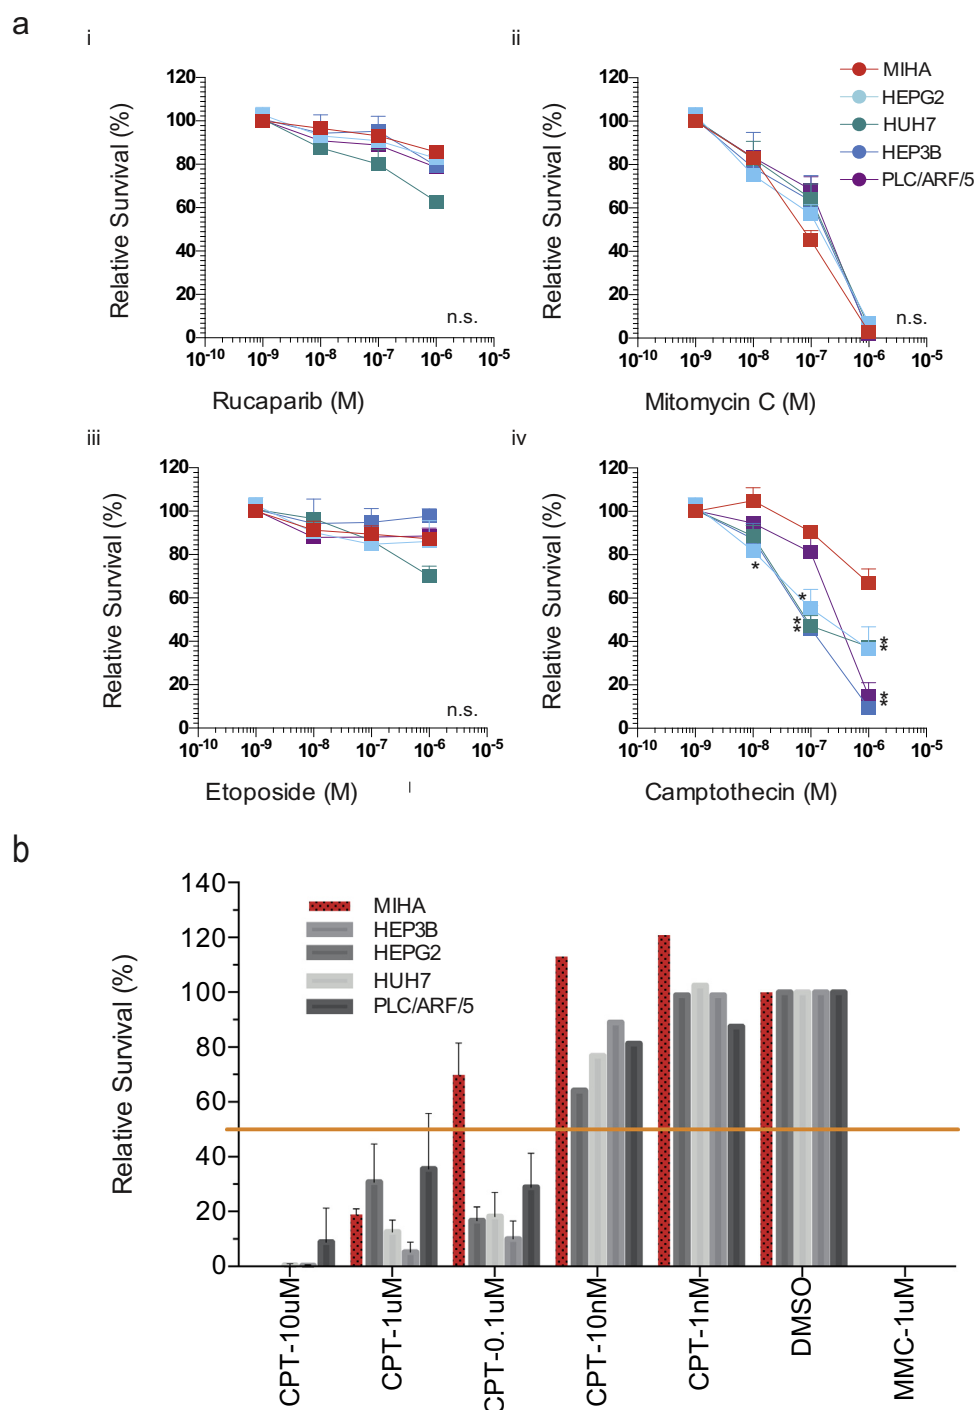 a
i
120
100
80
60
40
20
0
Relative Survival (%)
n.s.
10-10 10-9 10-8 10-7 10-6 10-5
Rucaparib (M)
ii
120
100
80
60
40
20
0
Relative Survival (%)
MIHA
HEPG2
HUH7
HEP3B
PLC/ARF/5
n.s.
10-10 10-9 10-8 10-7 10-6 10-5
Mitomycin C (M)
iii
120
100
80
60
40
20
0
Relative Survival (%)
n.s.
10-10 10-9 10-8 10-7 10-6 10-5
Etoposide (M)
iv
120
100
80
60
40
20
0
Relative Survival (%)
*
*
**
**
**
10-10 10-9 10-8 10-7 10-6 10-5
Camptothecin (M)
b
140
120
100
80
60
40
20
0
Relative Survival (%)
MIHA
HEP3B
HEPG2
HUH7
PLC/ARF/5
CPT-10uM
CPT-1uM
CPT-0.1uM
CPT-10nM
CPT-1nM
DMSO
MMC-1uM